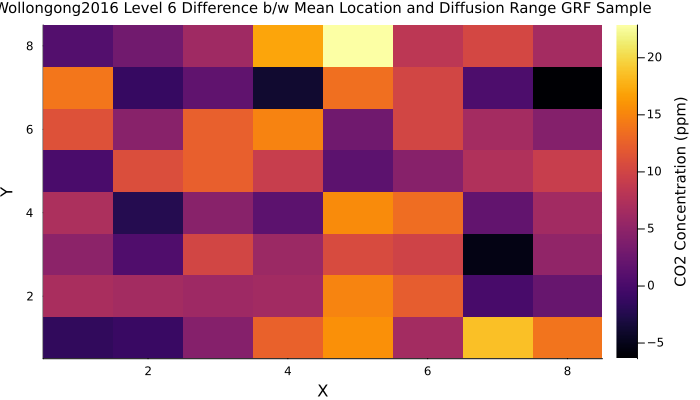 Wollongong2016 Level 6 Difference b/w Mean Location and Diffusion Range GRF Sample
8
6
4
2
Y
2 4 6 8
X
20
15
10
5
0
−5
CO2 Concentration (ppm)